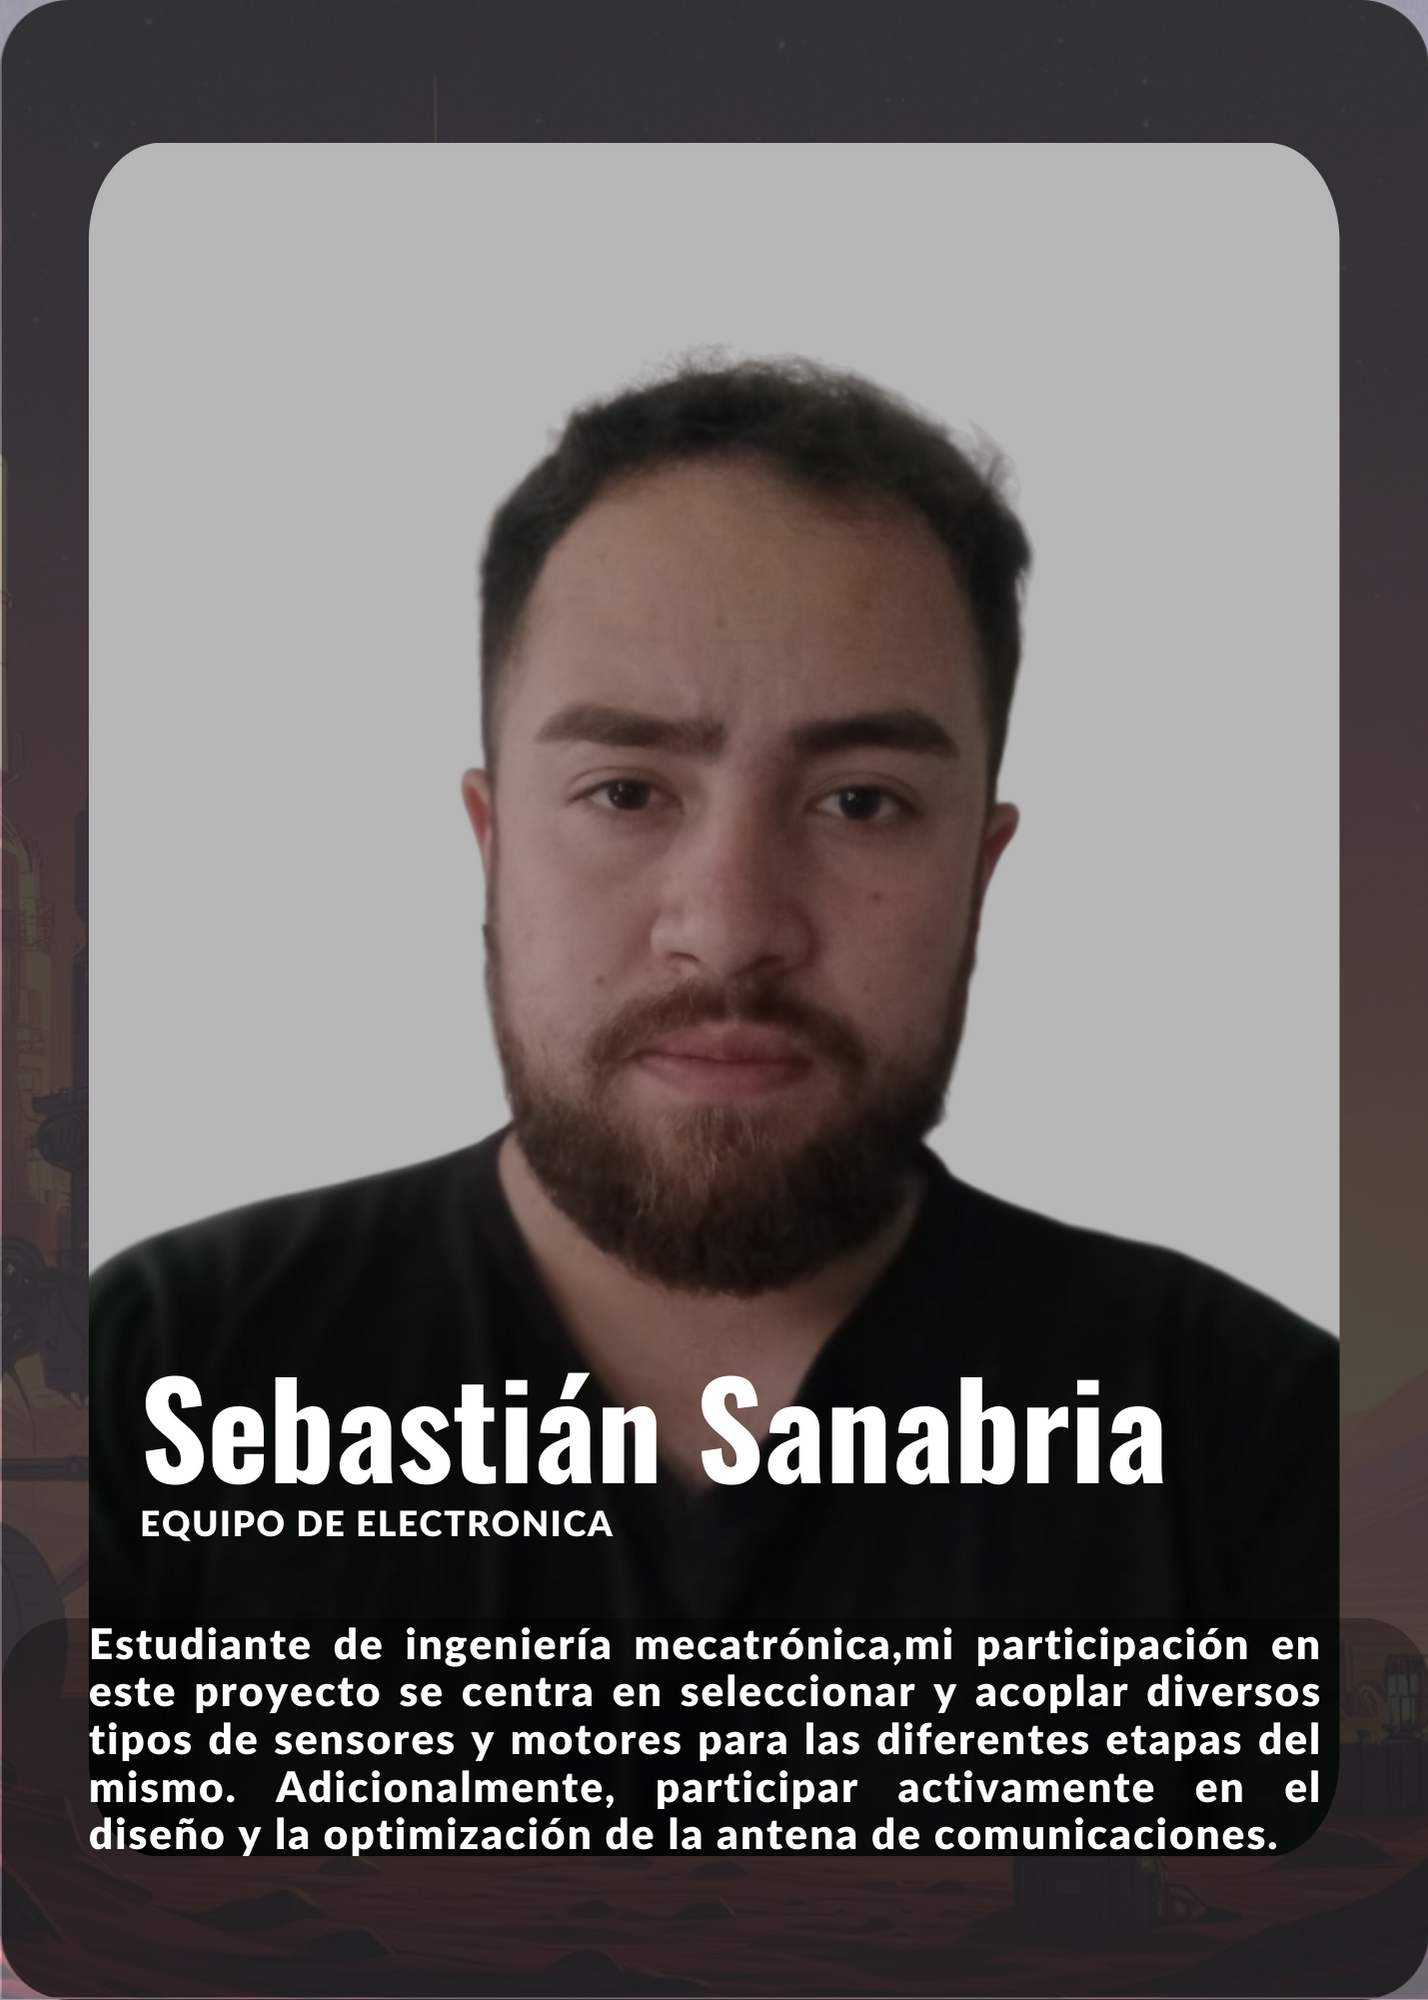 Sebastián Sanabria
EQUIPO DE ELECTRONICA
Estudiante de ingeniería mecatrónica,mi participación en
este proyecto se centra en seleccionar y acoplar diversos
tipos de sensores y motores para las diferentes etapas del
mismo. Adicionalmente, participar activamente en el
diseño y la optimización de la antena de comunicaciones.